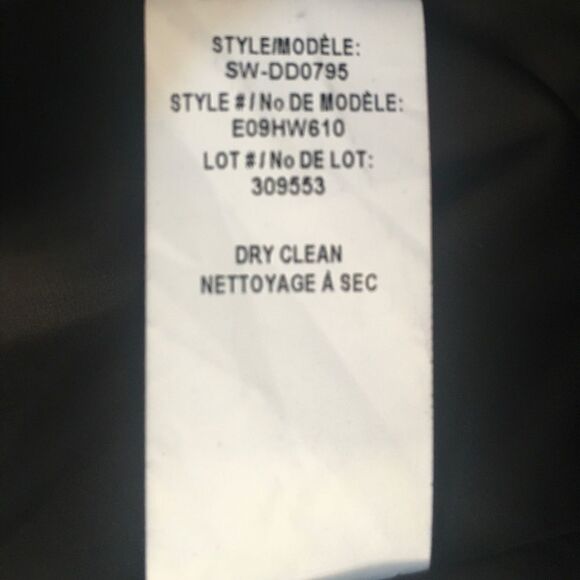 STYLE/MODÈLE:
SW-DD0795
STYLE # / No DE MODÈLE:
E09HW610
LOT # / No DE LOT:
309553
DRY CLEAN
NETTOYAGE À SEC